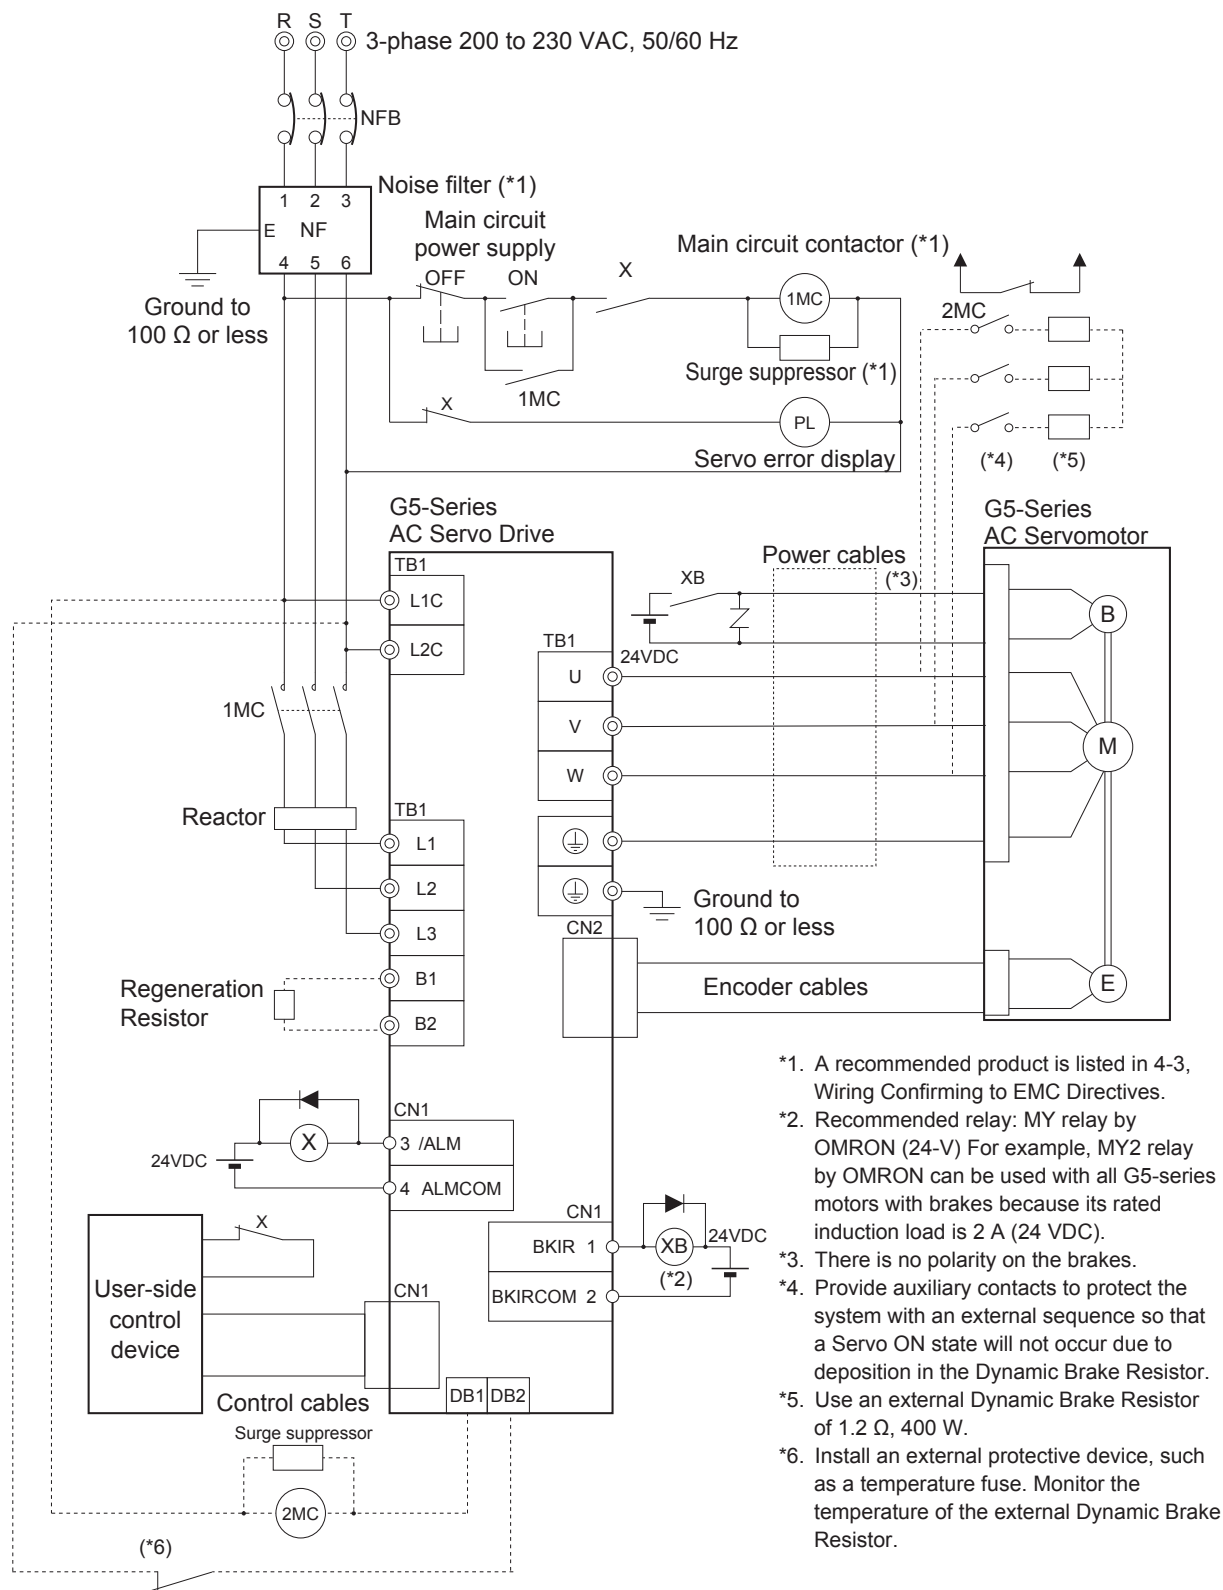 R S T
3-phase 200 to 230 VAC, 50/60 Hz
NFB
Noise filter (*1)
1 2 3
E NF
4 5 6
Ground to
100 Ω or less
Main circuit
power supply
OFF ON
X
Main circuit contactor (*1)
1MC
Surge suppressor (*1)
1MC
X
PL
Servo error display
2MC
(*4) (*5)
G5-Series
AC Servo Drive
G5-Series
AC Servomotor
TB1
L1C
L2C
1MC
Reactor
TB1
L1
L2
L3
B1
B2
Regeneration
Resistor
XB
Power cables
(*3)
24VDC
TB1
U
V
W
B
M
E
Ground to
100 Ω or less
CN2
Encoder cables
CN1
X
3 /ALM
24VDC
4 ALMCOM
X
User-side
control
device
CN1
Control cables
CN1
BKIR 1
BKIRCOM 2
XB
24VDC
(*2)
DB1 DB2
Surge suppressor
2MC
(*6)
*1. A recommended product is listed in 4-3,
Wiring Confirming to EMC Directives.
*2. Recommended relay: MY relay by
OMRON (24-V) For example, MY2 relay
by OMRON can be used with all G5-series
motors with brakes because its rated
induction load is 2 A (24 VDC).
*3. There is no polarity on the brakes.
*4. Provide auxiliary contacts to protect the
system with an external sequence so that
a Servo ON state will not occur due to
deposition in the Dynamic Brake Resistor.
*5. Use an external Dynamic Brake Resistor
of 1.2 Ω, 400 W.
*6. Install an external protective device, such
as a temperature fuse. Monitor the
temperature of the external Dynamic Brake
Resistor.